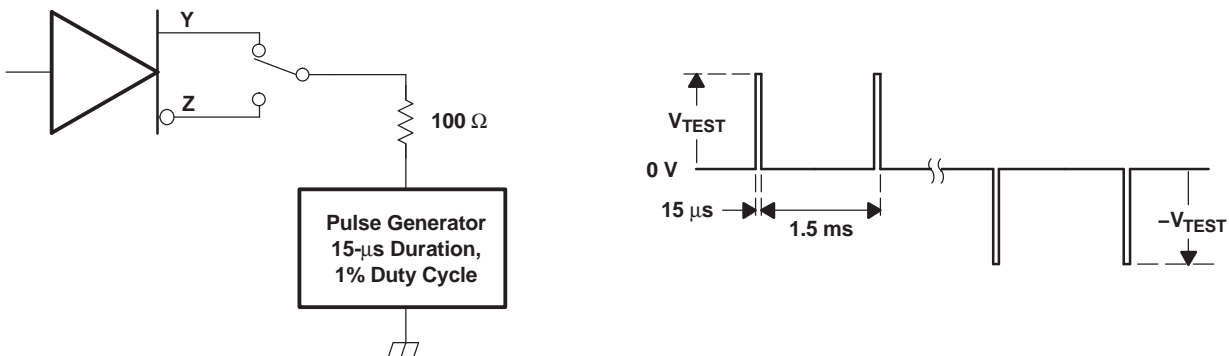 Y
Z
100 Ω
Pulse Generator
15-μs Duration,
1% Duty Cycle
VTEST
0 V
15 μs
1.5 ms
–VTEST